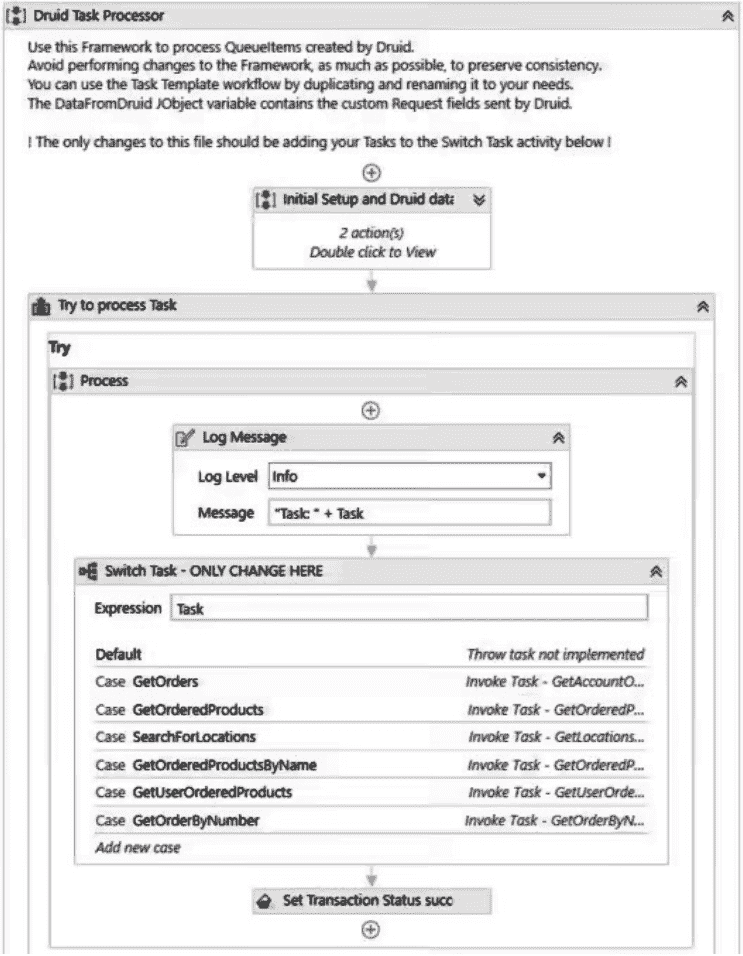 Druid Task Processor
Use this Framework to process QueueItems created by Druid.
Avoid performing changes to the Framework, as much as possible, to preserve consistency.
You can use the Task Template workflow by duplicating and renaming it to your needs.
The DataFromDruid JObject variable contains the custom Request fields sent by Druid.
! The only changes to this file should be adding your Tasks to the Switch Task activity below !
Initial Setup and Druid data
2 action(s)
Double click to View
Try to process Task
Try
Process
Log Message
Log Level Info
Message "Task: " + Task
Switch Task - ONLY CHANGE HERE
Expression Task
Default Throw task not implemented
Case GetOrders Invoke Task - GetAccountO...
Case GetOrderedProducts Invoke Task - GetOrderedP...
Case SearchForLocations Invoke Task - GetLocations...
Case GetOrderedProductsByName Invoke Task - GetOrderedP...
Case GetUserOrderedProducts Invoke Task - GetUserOrde...
Case GetOrderByNumber Invoke Task - GetOrderByN...
Add new case
Set Transaction Status succ